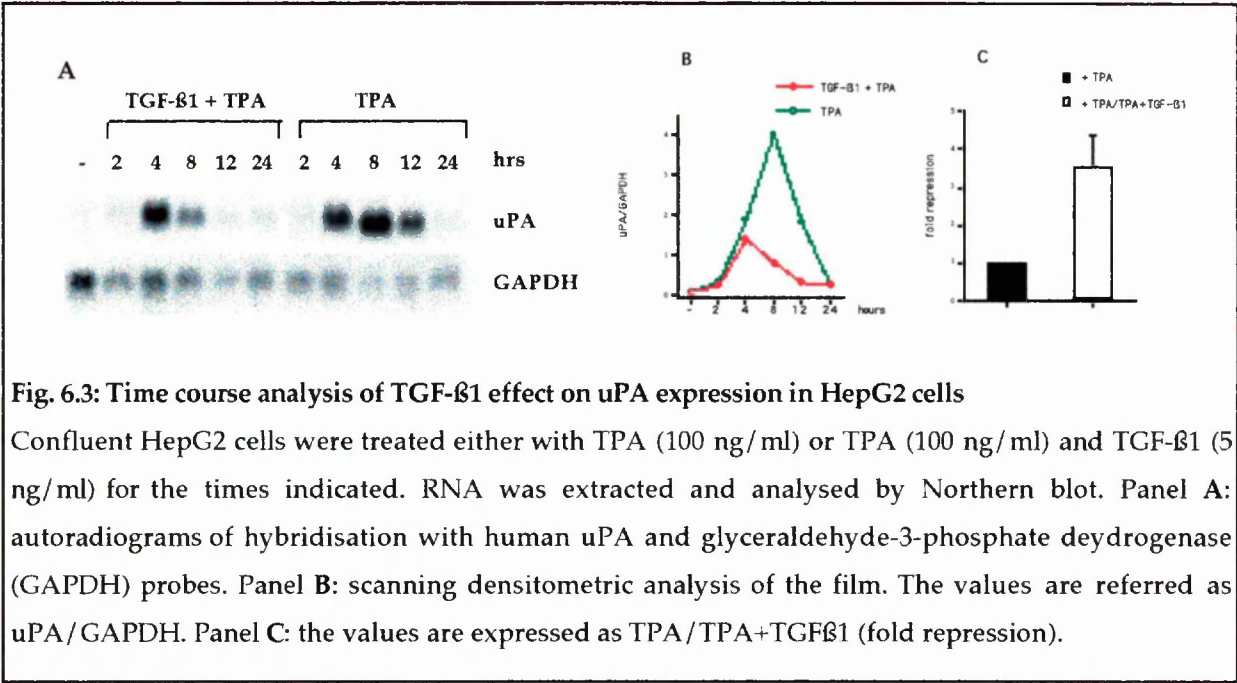 A
TGF-ß1 + TPA TPA
- 2 4 8 12 24 2 4 8 12 24 hrs
uPA
GAPDH
B
TGF-ß1 + TPA
TPA
uPA/GAPDH
4
3
2
1
0
- 2 4 8 12 24 hours
C
+ TPA
+ TPA/TPA+TGF-ß1
fold repression
5
4
3
2
1
0
Fig. 6.3: Time course analysis of TGF-ß1 effect on uPA expression in HepG2 cells
Confluent HepG2 cells were treated either with TPA (100 ng/ml) or TPA (100 ng/ml) and TGF-ß1 (5
ng/ml) for the times indicated. RNA was extracted and analysed by Northern blot. Panel A:
autoradiograms of hybridisation with human uPA and glyceraldehyde-3-phosphate deydrogenase
(GAPDH) probes. Panel B: scanning densitometric analysis of the film. The values are referred as
uPA/GAPDH. Panel C: the values are expressed as TPA/TPA+TGFß1 (fold repression).